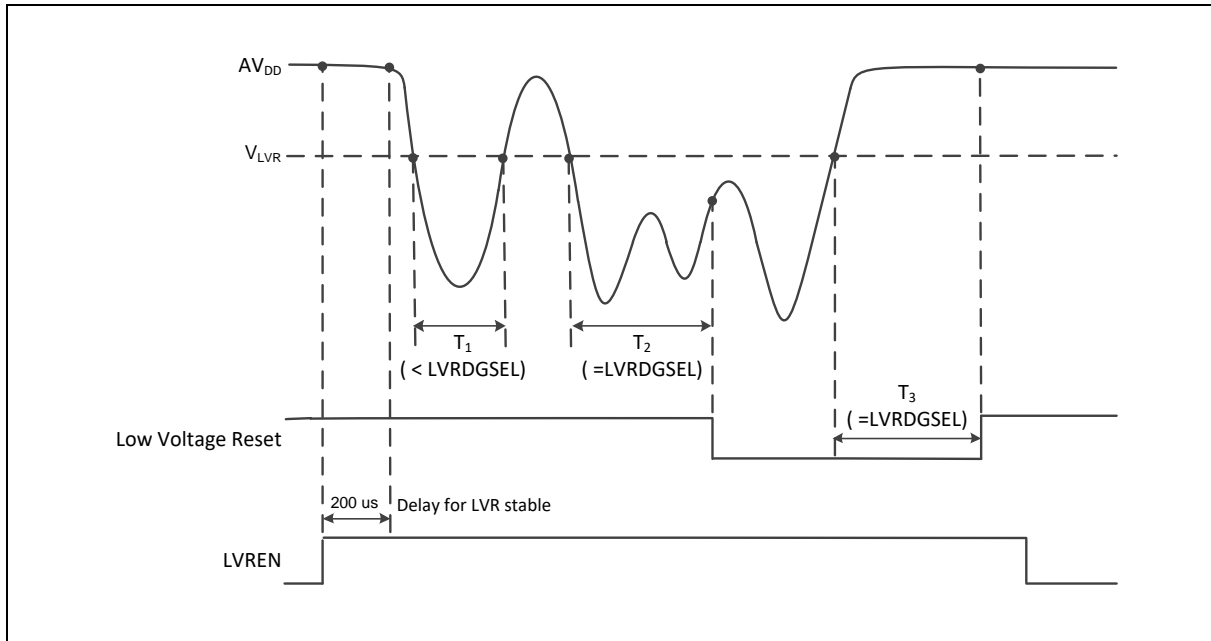 AVDD
VLVR
T1
( < LVRDGSEL)
T2
( =LVRDGSEL)
T3
( =LVRDGSEL)
Low Voltage Reset
200 us
Delay for LVR stable
LVREN